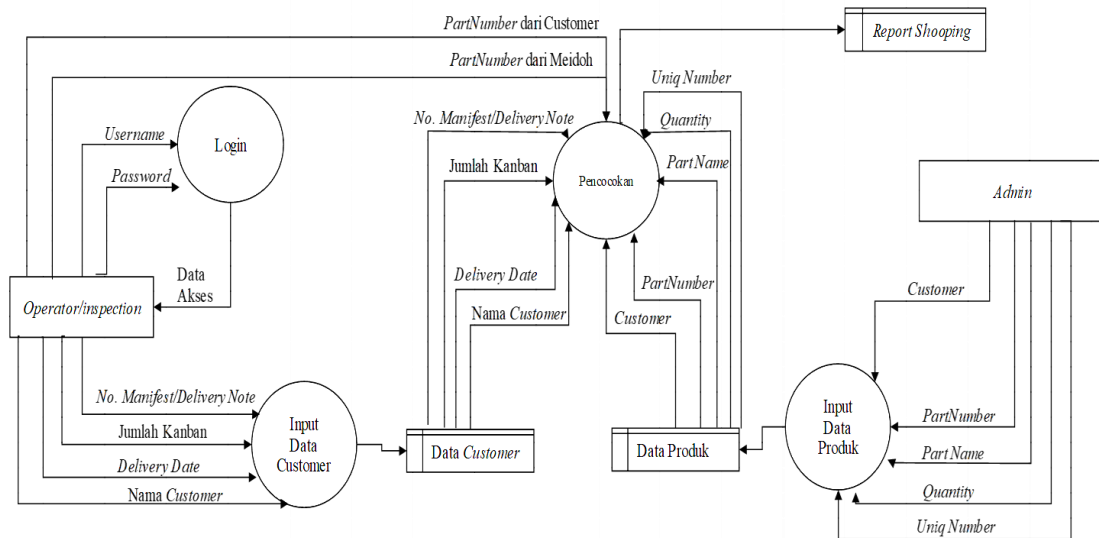 PartNumber dari Customer
Report Shooping
PartNumber dari Meidoh
Uniq Number
No. Manifest/Delivery Note
Quantity
Username
Login
Jumlah Kanban
Part Name
Password
Pencocokan
Admin
Data
Akses
Delivery Date
PartNumber
Customer
Operator/inspection
Nama Customer
Customer
No. Manifest/Delivery Note
Input
Data
Customer
Jumlah Kanban
Delivery Date
Nama Customer
Data Customer
Data Produk
Input
Data
Produk
PartNumber
Part Name
Quantity
Uniq Number